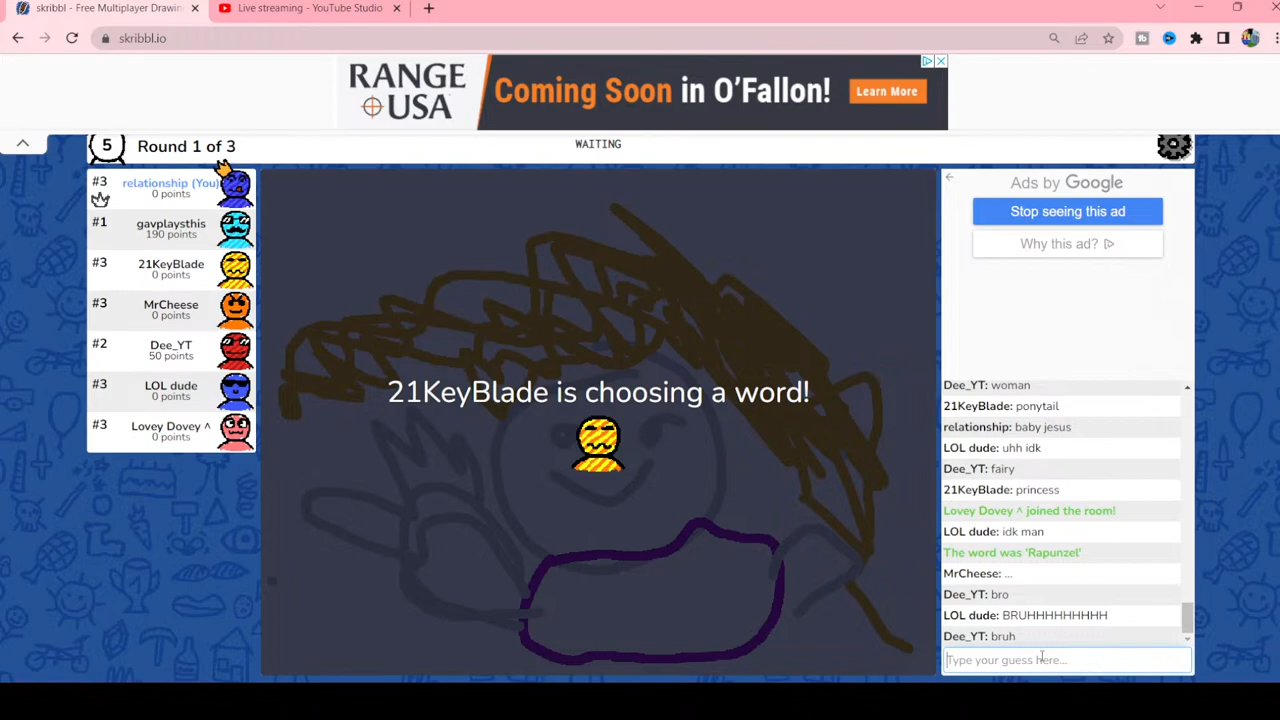 skribbl - Free Multiplayer Drawin
Live streaming - YouTube Studio
skribbl.io
RANGE
USA
Coming Soon in O'Fallon!
Learn More
5
Round 1 of 3
WAITING
#3
relationship (You)
0 points
#1
gavplaysthis
190 points
#3
21KeyBlade
0 points
#3
MrCheese
0 points
#2
Dee_YT
50 points
#3
LOL dude
0 points
#3
Lovey Dovey ^
0 points
21KeyBlade is choosing a word!
Ads by Google
Stop seeing this ad
Why this ad?
Dee_YT: woman
21KeyBlade: ponytail
relationship: baby jesus
LOL dude: uhh idk
Dee_YT: fairy
21KeyBlade: princess
Lovey Dovey ^ joined the room!
LOL dude: idk man
The word was 'Rapunzel'
MrCheese: ...
Dee_YT: bro
LOL dude: BRUHHHHHHHHH
Dee_YT: bruh
Type your guess here...